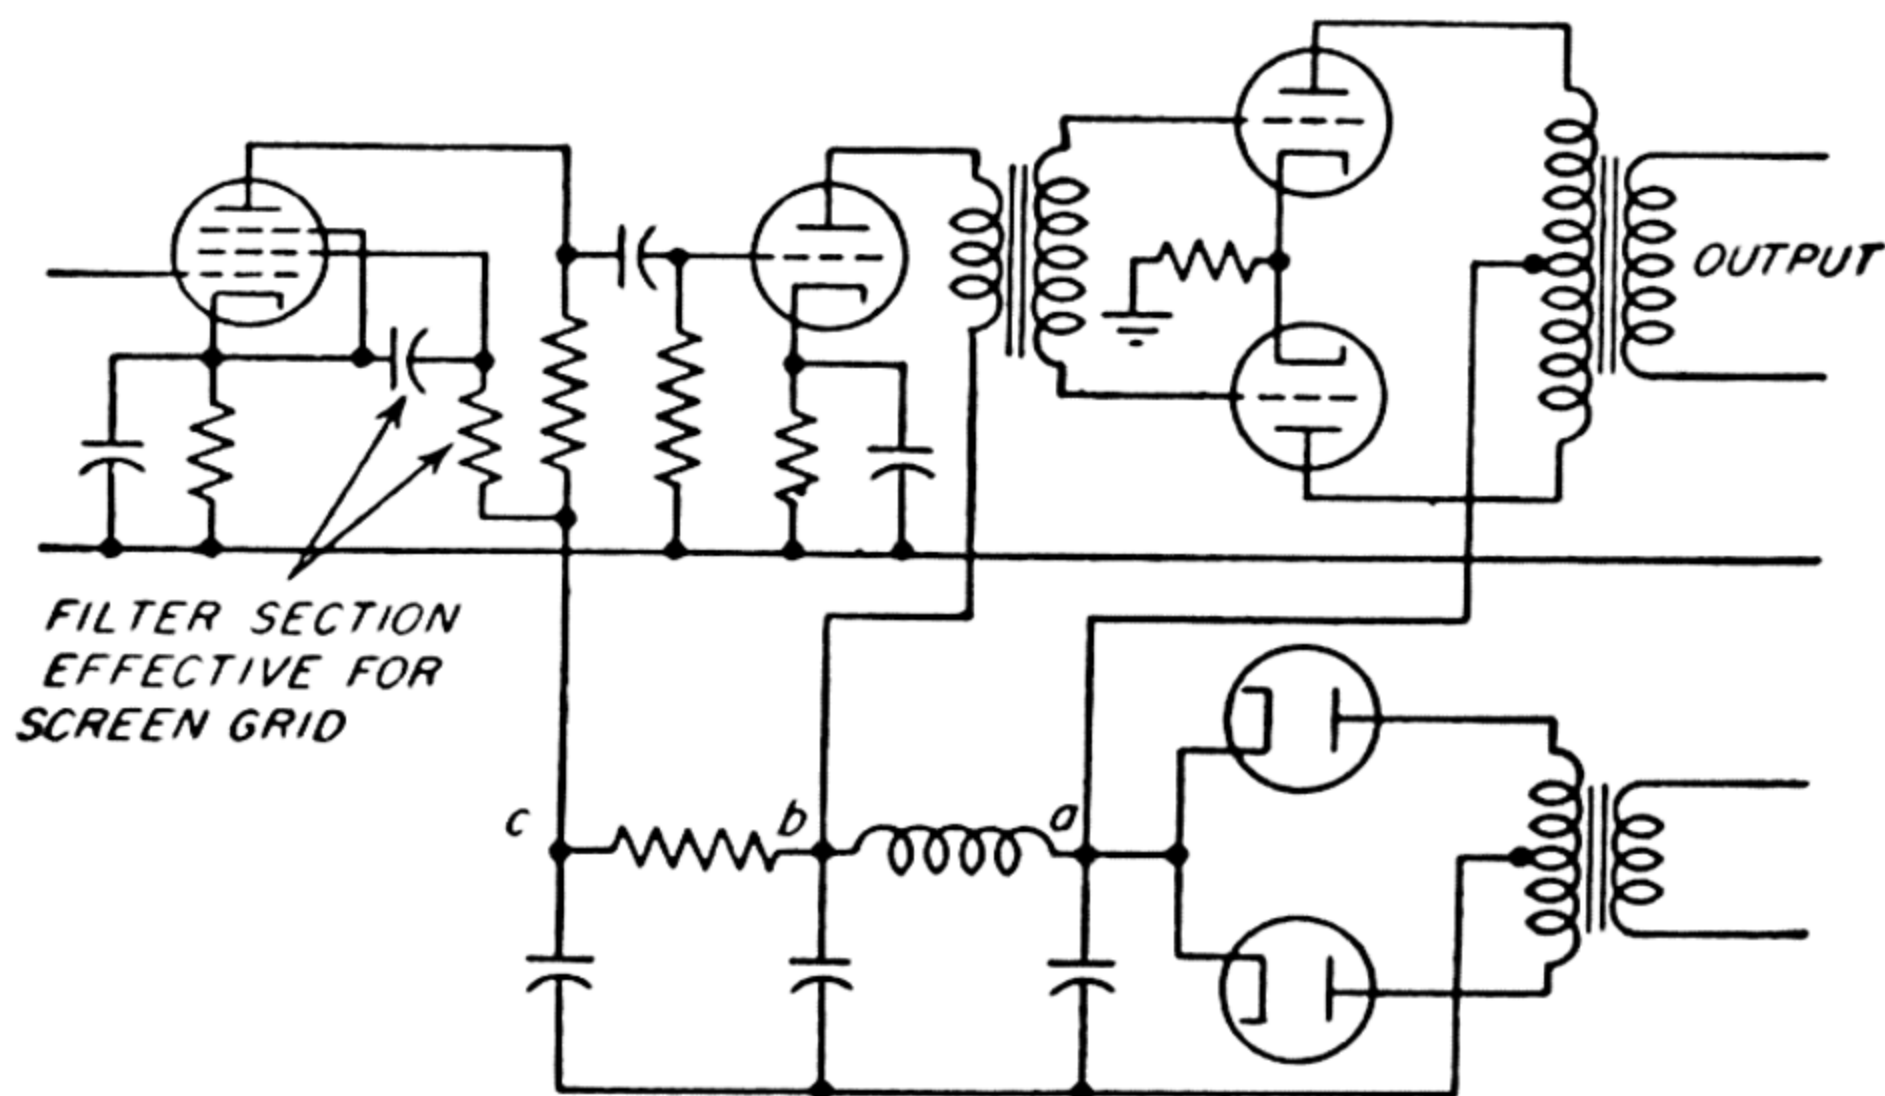 OUTPUT
FILTER SECTION
EFFECTIVE FOR
SCREEN GRID
c
b
a